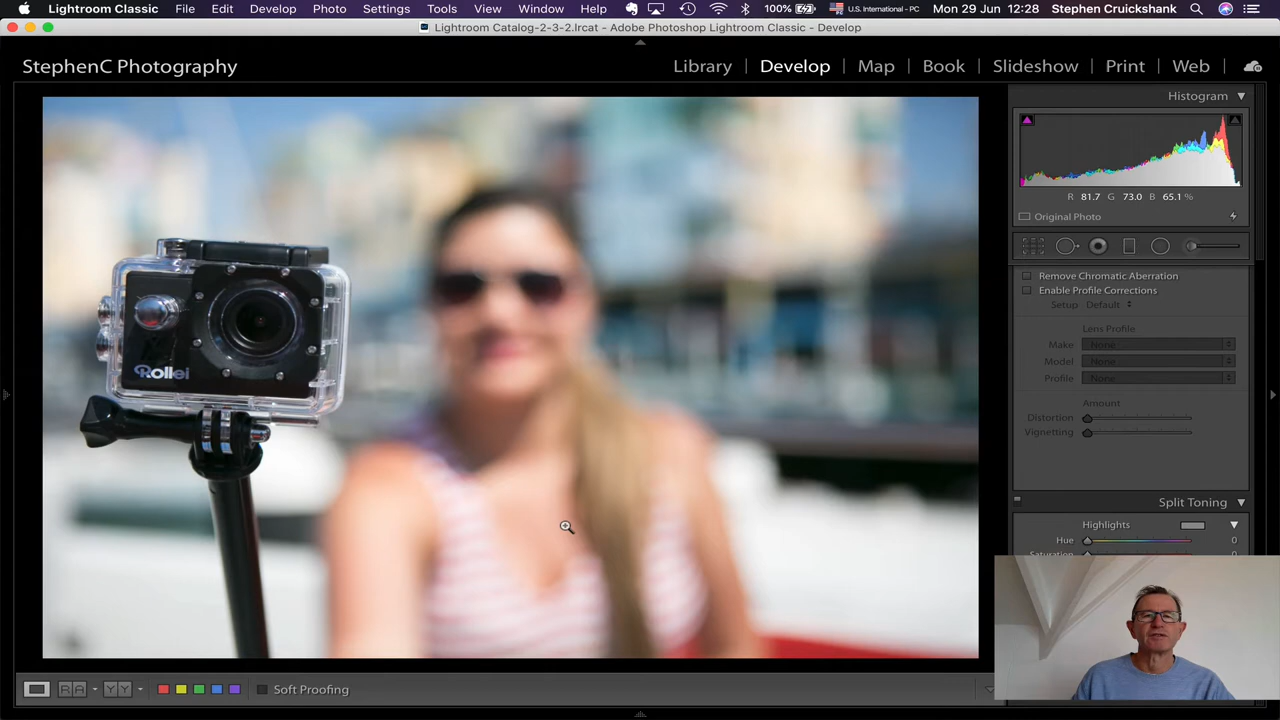 Lightroom Classic File Edit Develop Photo Settings Tools View Window Help 100% U.S. International - PC Mon 29 Jun 12:28 Stephen Cruickshank
Lightroom Catalog-2-3-2.lrcat - Adobe Photoshop Lightroom Classic - Develop
StephenC Photography
Library | Develop | Map | Book | Slideshow | Print | Web
Histogram
R 81.7 G 73.0 B 65.1 %
Original Photo
Remove Chromatic Aberration
Enable Profile Corrections
Setup Default
Lens Profile
Make None
Model None
Profile None
Amount
Distortion
Vignetting
Split Toning
Highlights
Hue 0
Saturation
Rollei
RA YY Soft Proofing